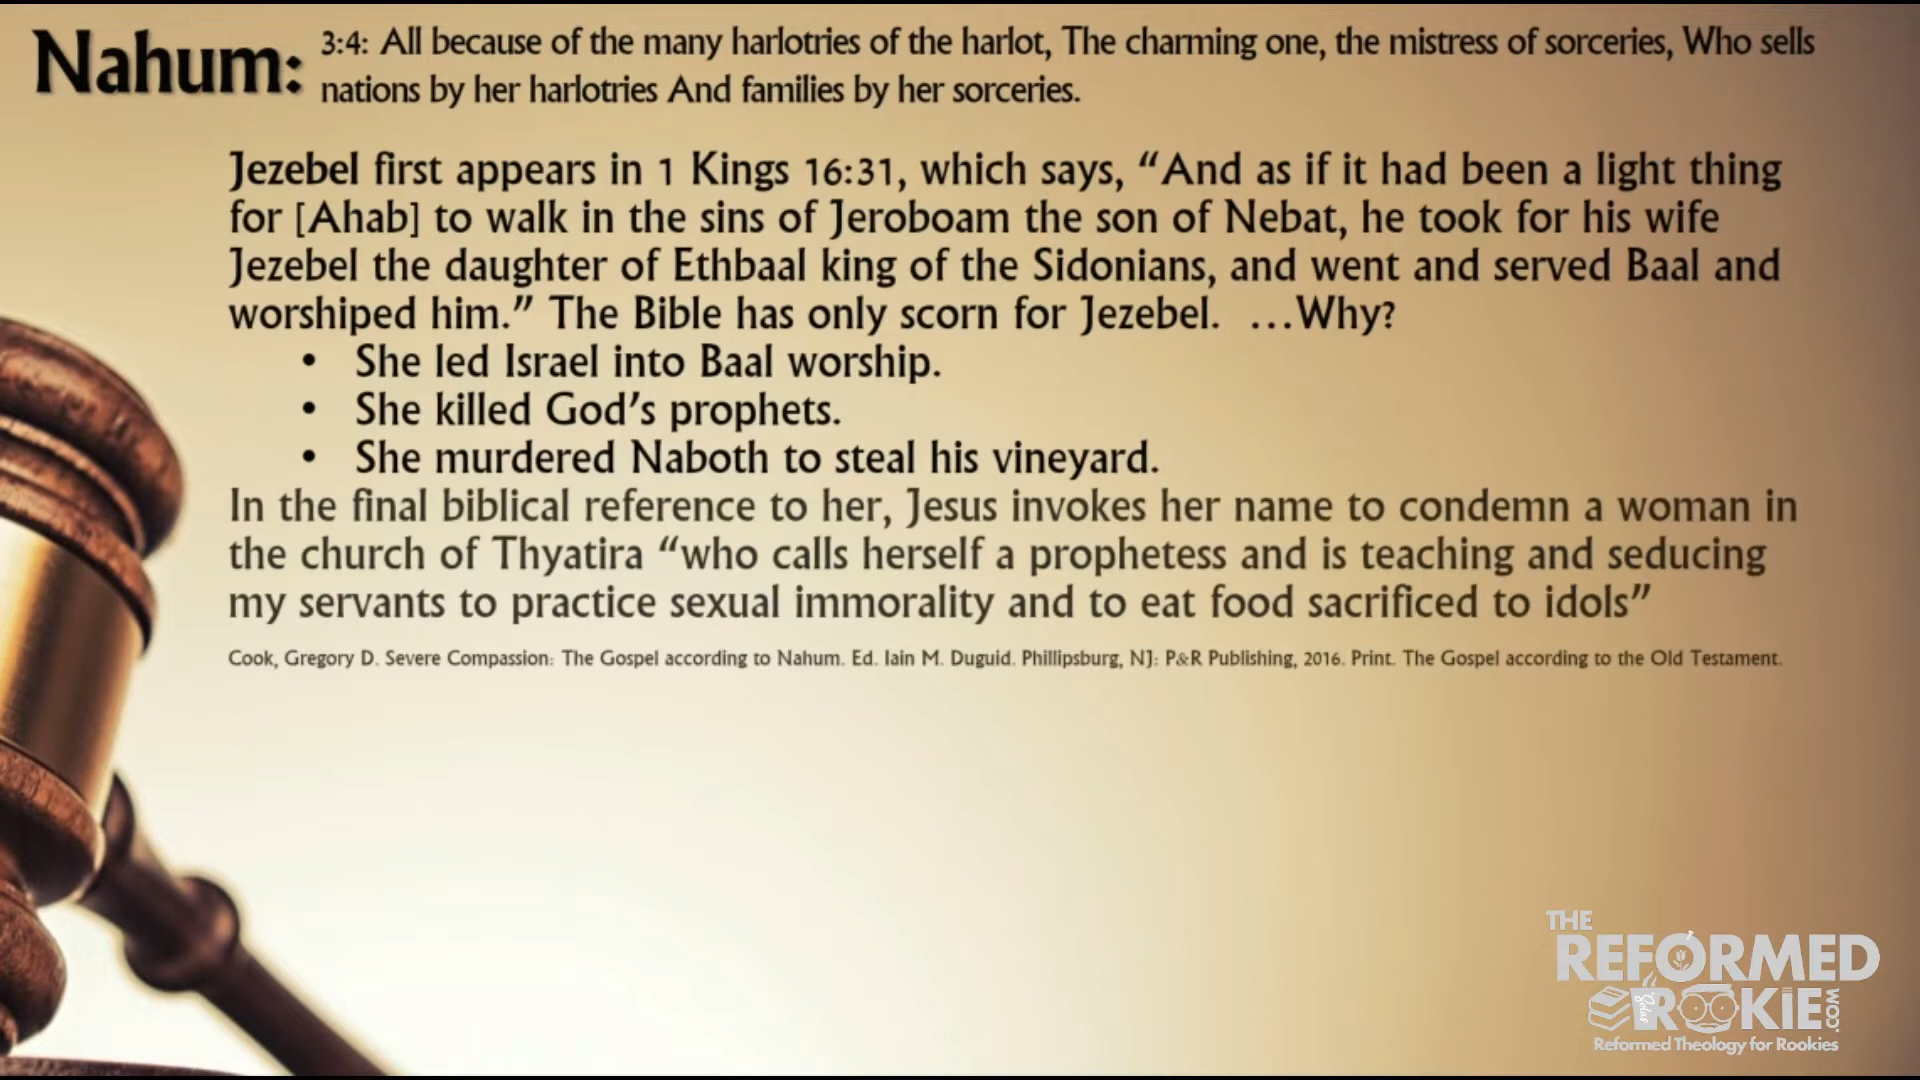 Nahum: 3:4: All because of the many harlotries of the harlot, The charming one, the mistress of sorceries, Who sells
nations by her harlotries And families by her sorceries.
Jezebel first appears in 1 Kings 16:31, which says, “And as if it had been a light thing
for [Ahab] to walk in the sins of Jeroboam the son of Nebat, he took for his wife
Jezebel the daughter of Ethbaal king of the Sidonians, and went and served Baal and
worshiped him.” The Bible has only scorn for Jezebel. …Why?
• She led Israel into Baal worship.
• She killed God’s prophets.
• She murdered Naboth to steal his vineyard.
In the final biblical reference to her, Jesus invokes her name to condemn a woman in
the church of Thyatira “who calls herself a prophetess and is teaching and seducing
my servants to practice sexual immorality and to eat food sacrificed to idols”
Cook, Gregory D. Severe Compassion: The Gospel according to Nahum. Ed. Iain M. Duguid. Phillipsburg, NJ: P&R Publishing, 2016. Print. The Gospel according to the Old Testament.
THE
REFORMED
ROOKIE.COM
Solas
Reformed Theology for Rookies